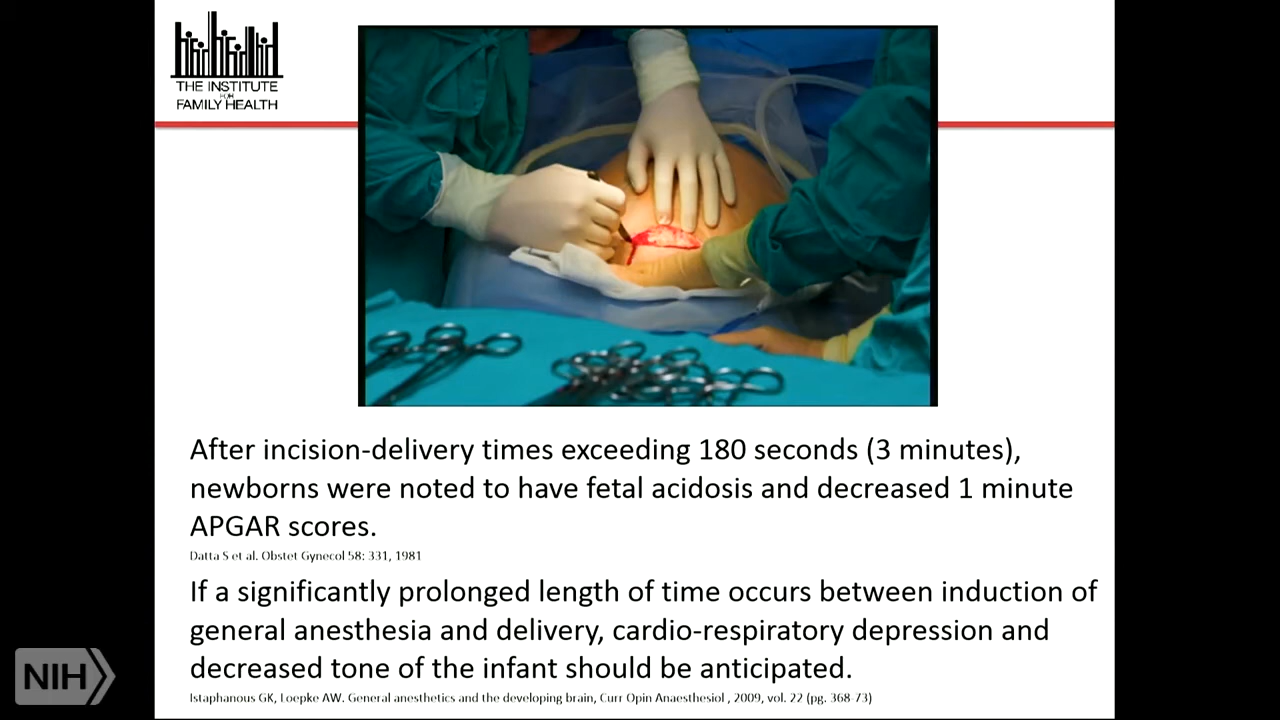 THE INSTITUTE
FOR
FAMILY HEALTH
After incision-delivery times exceeding 180 seconds (3 minutes),
newborns were noted to have fetal acidosis and decreased 1 minute
APGAR scores.
Datta S et al. Obstet Gynecol 58: 331, 1981
If a significantly prolonged length of time occurs between induction of
general anesthesia and delivery, cardio-respiratory depression and
decreased tone of the infant should be anticipated.
Istaphanous GK, Loepke AW. General anesthetics and the developing brain, Curr Opin Anaesthesiol , 2009, vol. 22 (pg. 368-73)
NIH